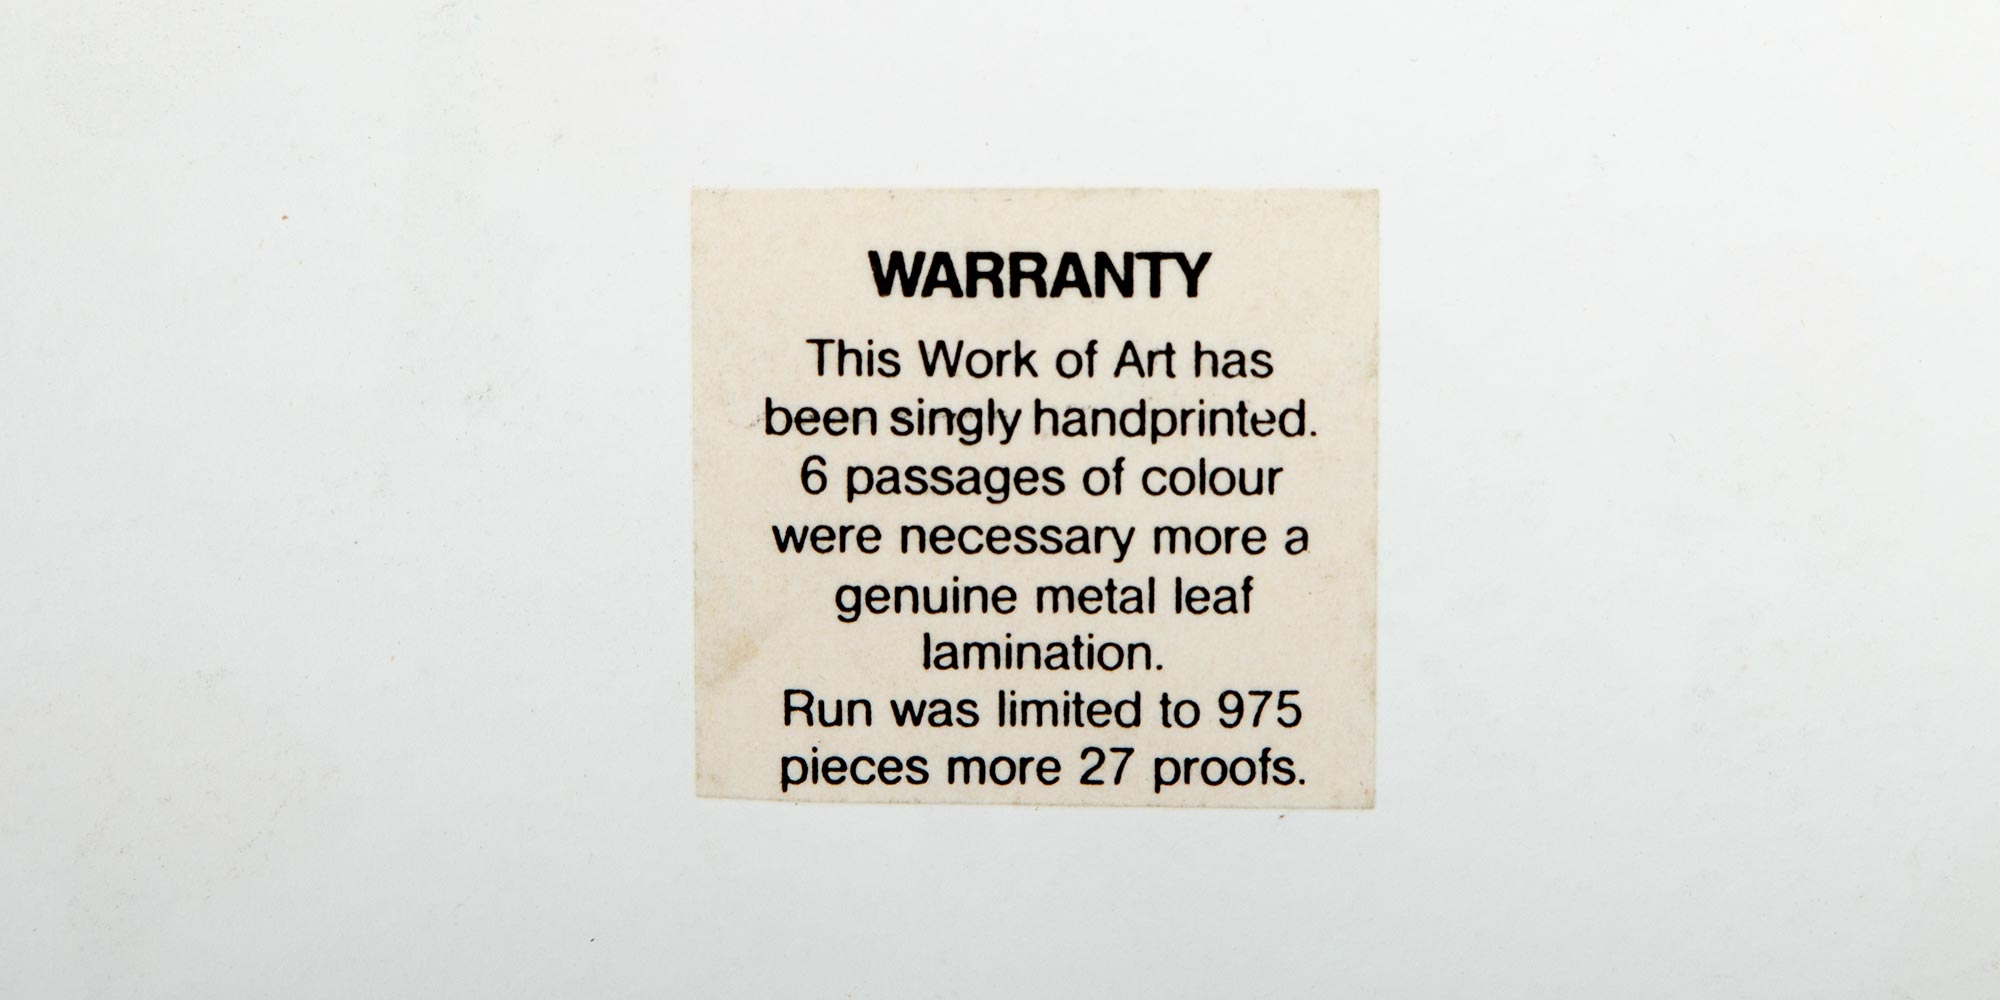 WARRANTY
This Work of Art has
been singly handprinted.
6 passages of colour
were necessary more a
genuine metal leaf
lamination.
Run was limited to 975
pieces more 27 proofs.